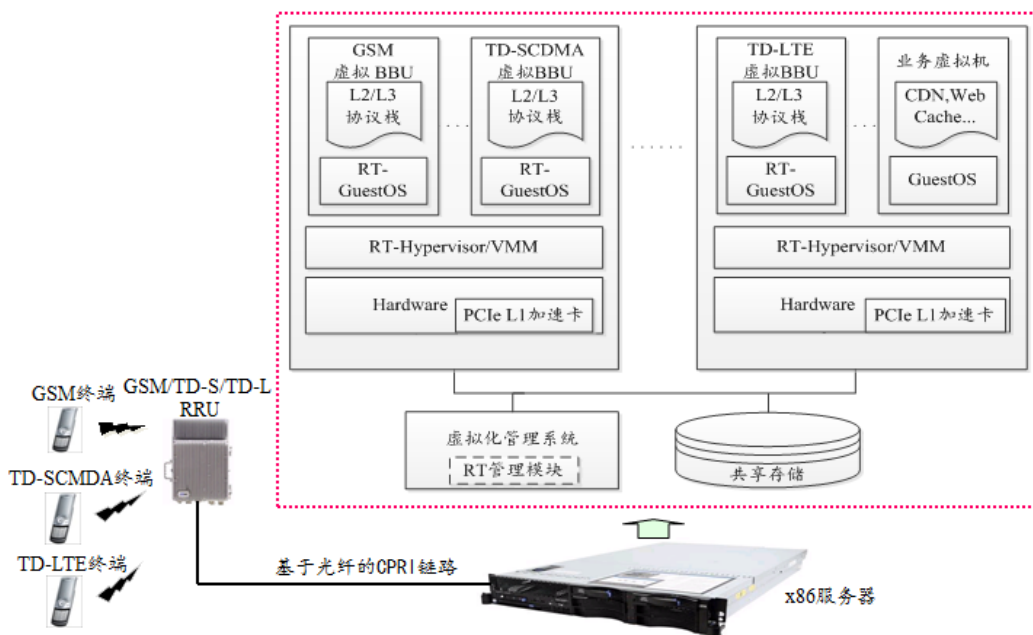 GSM
虚拟 BBU
L2/L3
协议栈
RT-
GuestOS
TD-SCDMA
虚拟BBU
L2/L3
协议栈
RT-
GuestOS
RT-Hypervisor/VMM
Hardware
PCIe L1加速卡
TD-LTE
虚拟BBU
L2/L3
协议栈
RT-
GuestOS
业务虚拟机
CDN,Web
Cache...
GuestOS
RT-Hypervisor/VMM
Hardware
PCIe L1加速卡
虚拟化管理系统
RT管理模块
共享存储
GSM终端
GSM/TD-S/TD-L
RRU
TD-SCMDA终端
TD-LTE终端
基于光纤的CPRI链路
x86服务器